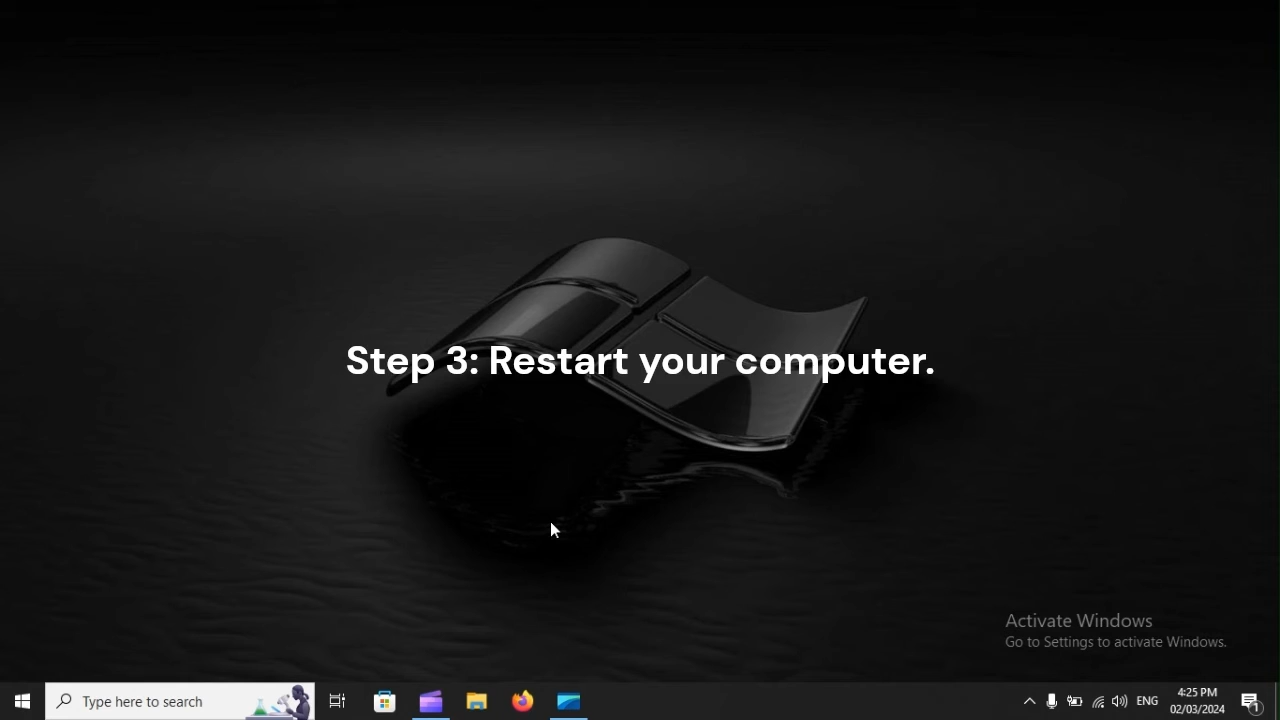 Step 3: Restart your computer.
Activate Windows
Go to Settings to activate Windows.
Type here to search
ENG
4:25 PM
02/03/2024
1